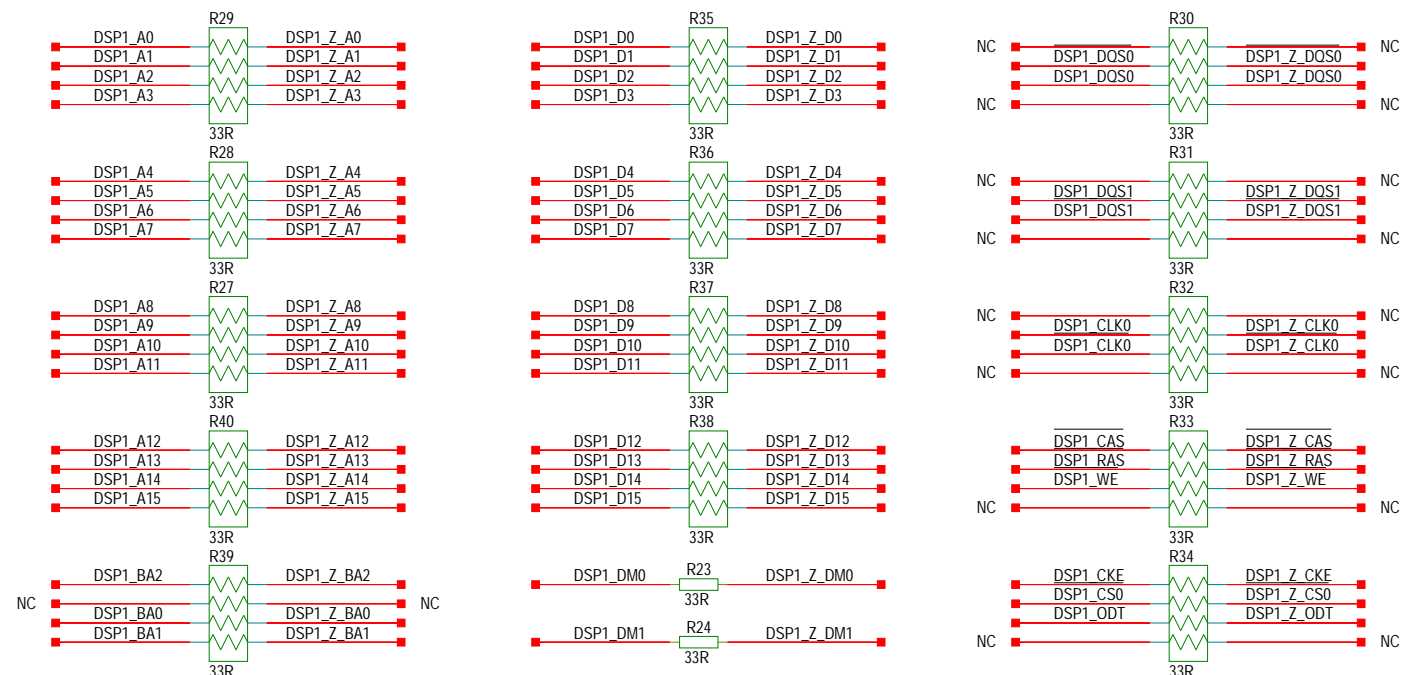 R29
DSP1_A0 DSP1_Z_A0
DSP1_A1 DSP1_Z_A1
DSP1_A2 DSP1_Z_A2
DSP1_A3 DSP1_Z_A3
33R
R28
DSP1_A4 DSP1_Z_A4
DSP1_A5 DSP1_Z_A5
DSP1_A6 DSP1_Z_A6
DSP1_A7 DSP1_Z_A7
33R
R27
DSP1_A8 DSP1_Z_A8
DSP1_A9 DSP1_Z_A9
DSP1_A10 DSP1_Z_A10
DSP1_A11 DSP1_Z_A11
33R
R40
DSP1_A12 DSP1_Z_A12
DSP1_A13 DSP1_Z_A13
DSP1_A14 DSP1_Z_A14
DSP1_A15 DSP1_Z_A15
33R
R39
DSP1_BA2 DSP1_Z_BA2
NC NC
DSP1_BA0 DSP1_Z_BA0
DSP1_BA1 DSP1_Z_BA1
33R
R35
DSP1_D0 DSP1_Z_D0
DSP1_D1 DSP1_Z_D1
DSP1_D2 DSP1_Z_D2
DSP1_D3 DSP1_Z_D3
33R
R36
DSP1_D4 DSP1_Z_D4
DSP1_D5 DSP1_Z_D5
DSP1_D6 DSP1_Z_D6
DSP1_D7 DSP1_Z_D7
33R
R37
DSP1_D8 DSP1_Z_D8
DSP1_D9 DSP1_Z_D9
DSP1_D10 DSP1_Z_D10
DSP1_D11 DSP1_Z_D11
33R
R38
DSP1_D12 DSP1_Z_D12
DSP1_D13 DSP1_Z_D13
DSP1_D14 DSP1_Z_D14
DSP1_D15 DSP1_Z_D15
33R
R23
DSP1_DM0 DSP1_Z_DM0
33R
R24
DSP1_DM1 DSP1_Z_DM1
33R
R30
NC NC
DSP1_DQS0 DSP1_Z_DQS0
DSP1_DQS0 DSP1_Z_DQS0
NC NC
33R
R31
NC NC
DSP1_DQS1 DSP1_Z_DQS1
DSP1_DQS1 DSP1_Z_DQS1
NC NC
33R
R32
NC NC
DSP1_CLK0 DSP1_Z_CLK0
DSP1_CLK0 DSP1_Z_CLK0
NC NC
33R
R33
DSP1_CAS DSP1_Z_CAS
DSP1_RAS DSP1_Z_RAS
DSP1_WE DSP1_Z_WE
NC NC
33R
R34
DSP1_CKE DSP1_Z_CKE
DSP1_CS0 DSP1_Z_CS0
DSP1_ODT DSP1_Z_ODT
NC NC
33R